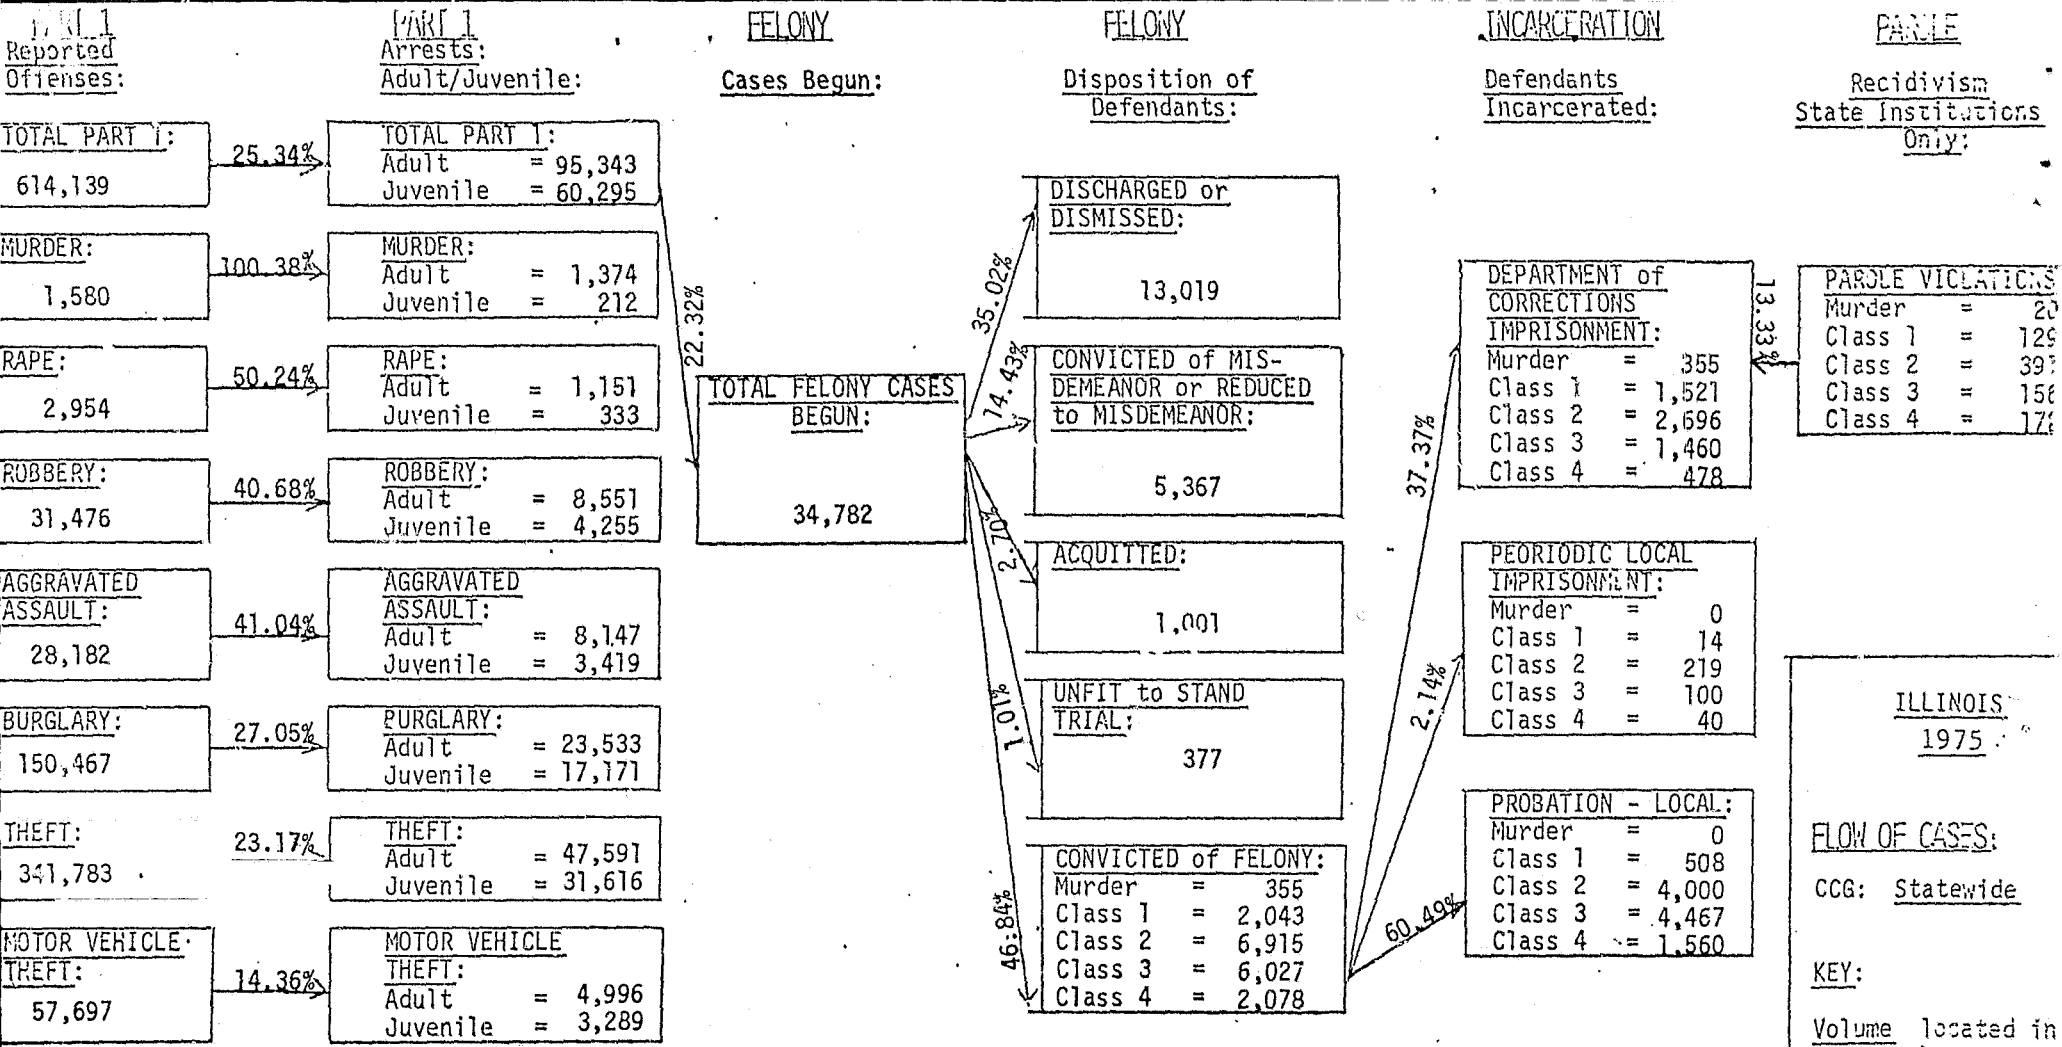 PART 1
Reported
Offenses:
TOTAL PART 1:
614,139
MURDER:
1,580
RAPE:
2,954
ROBBERY:
31,476
AGGRAVATED
ASSAULT:
28,182
BURGLARY:
150,467
THEFT:
341,783
MOTOR VEHICLE
THEFT:
57,697
25.34%
100.38%
50.24%
40.68%
41.04%
27.05%
23.17%
14.36%
PART 1
Arrests:
Adult/Juvenile:
TOTAL PART 1:
Adult = 95,343
Juvenile = 60,295
MURDER:
Adult = 1,374
Juvenile = 212
RAPE:
Adult = 1,151
Juvenile = 333
ROBBERY:
Adult = 8,551
Juvenile = 4,255
AGGRAVATED
ASSAULT:
Adult = 8,147
Juvenile = 3,419
BURGLARY:
Adult = 23,533
Juvenile = 17,171
THEFT:
Adult = 47,591
Juvenile = 31,616
MOTOR VEHICLE
THEFT:
Adult = 4,996
Juvenile = 3,289
22.32%
FELONY
Cases Begun:
TOTAL FELONY CASES
BEGUN:
34,782
35.02%
14.43%
2.70%
1.01%
46.84%
FELONY
Disposition of
Defendants:
DISCHARGED or
DISMISSED:
13,019
CONVICTED of MIS-
DEMEANOR or REDUCED
to MISDEMEANOR:
5,367
ACQUITTED:
1,001
UNFIT to STAND
TRIAL:
377
CONVICTED of FELONY:
Murder = 355
Class 1 = 2,043
Class 2 = 6,915
Class 3 = 6,027
Class 4 = 2,078
37.37%
2.14%
60.49%
INCARCERATION
Defendants
Incarcerated:
DEPARTMENT of
CORRECTIONS
IMPRISONMENT:
Murder = 355
Class 1 = 1,521
Class 2 = 2,696
Class 3 = 1,460
Class 4 = 478
PEORIODIC LOCAL
IMPRISONMENT:
Murder = 0
Class 1 = 14
Class 2 = 219
Class 3 = 100
Class 4 = 40
PROBATION - LOCAL:
Murder = 0
Class 1 = 508
Class 2 = 4,000
Class 3 = 4,467
Class 4 = 1,560
13.33%
PAROLE
Recidivism
State Institutions
Only:
PAROLE VIOLATIONS
Murder = 20
Class 1 = 129
Class 2 =
Class 3 =
Class 4 =
ILLINOIS
1975
FLOW OF CASES:
CCG: Statewide
KEY:
Volume located in